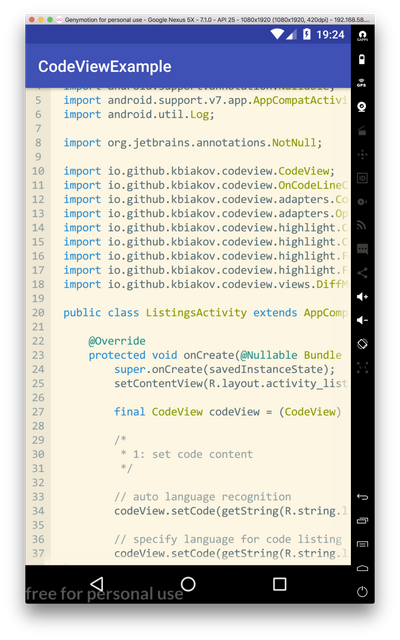 Genymotion for personal use - Google Nexus 5X - 7.1.0 - API 25 - 1080x1920 (1080x1920, 420dpi) - 192.168.58....
19:24
CodeViewExample
GAPPS
GPS
ID
4 import android.support.annotation.Nullable;
5 import android.support.v7.app.AppCompatActivi
6 import android.util.Log;
7
8 import org.jetbrains.annotations.NotNull;
9
10 import io.github.kbiakov.codeview.CodeView;
11 import io.github.kbiakov.codeview.OnCodeLineC
12 import io.github.kbiakov.codeview.adapters.Co
13 import io.github.kbiakov.codeview.adapters.Op
14 import io.github.kbiakov.codeview.highlight.C
15 import io.github.kbiakov.codeview.highlight.C
16 import io.github.kbiakov.codeview.highlight.F
17 import io.github.kbiakov.codeview.highlight.F
18 import io.github.kbiakov.codeview.views.DiffM
19
20 public class ListingsActivity extends AppComp
21
22 @Override
23 protected void onCreate(@Nullable Bundle
24 super.onCreate(savedInstanceState);
25 setContentView(R.layout.activity_list
26
27 final CodeView codeView = (CodeView)
28
29 /*
30 * 1: set code content
31 */
32
33 // auto language recognition
34 codeView.setCode(getString(R.string.l
35
36 // specify language for code listing
37 codeView.setCode(getString(R.string.l
free for personal use